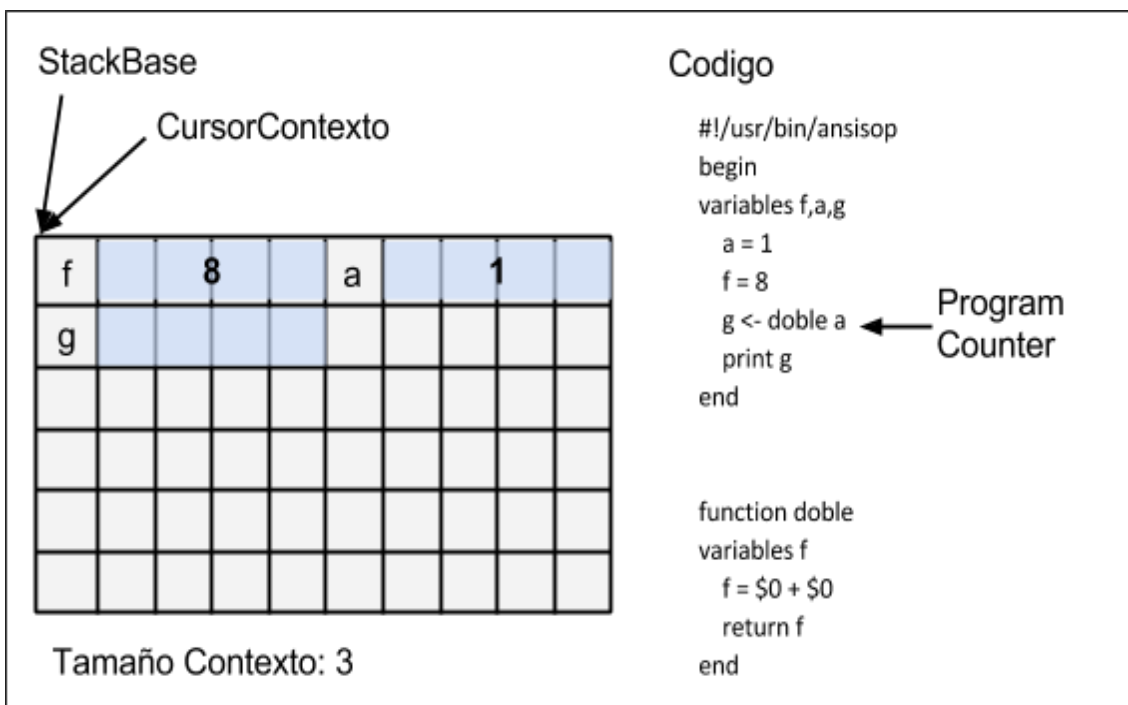 StackBase
CursorContexto
f 8 a 1
g
Tamaño Contexto: 3
Codigo
#!/usr/bin/ansisop
begin
variables f,a,g
a = 1
f = 8
g <- doble a
print g
end
Program
Counter
function doble
variables f
f = $0 + $0
return f
end